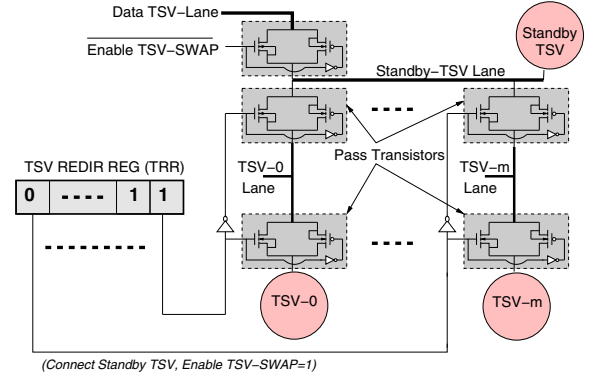 Data TSV−Lane
Enable TSV−SWAP
Standby
TSV
Standby−TSV Lane
TSV−0
Lane
Pass Transistors
TSV−m
Lane
TSV REDIR REG (TRR)
0 ---- 1 1
TSV−0
TSV−m
(Connect Standby TSV, Enable TSV−SWAP=1)